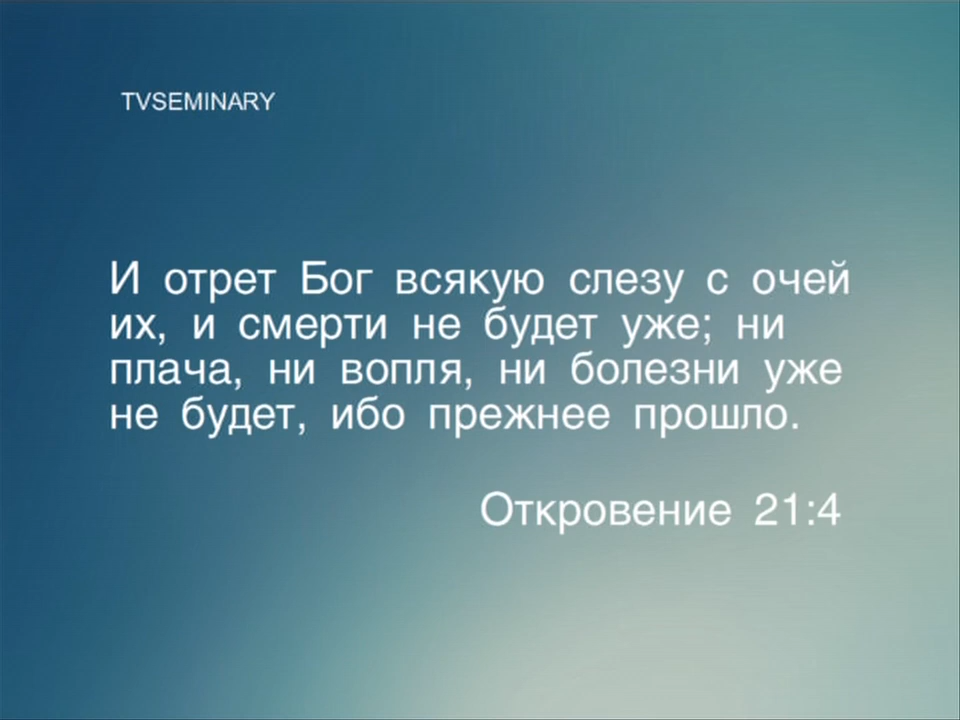 TVSEMINARY
И отрет Бог всякую слезу с очей
их, и смерти не будет уже; ни
плача, ни вопля, ни болезни уже
не будет, ибо прежнее прошло.
Откровение 21:4